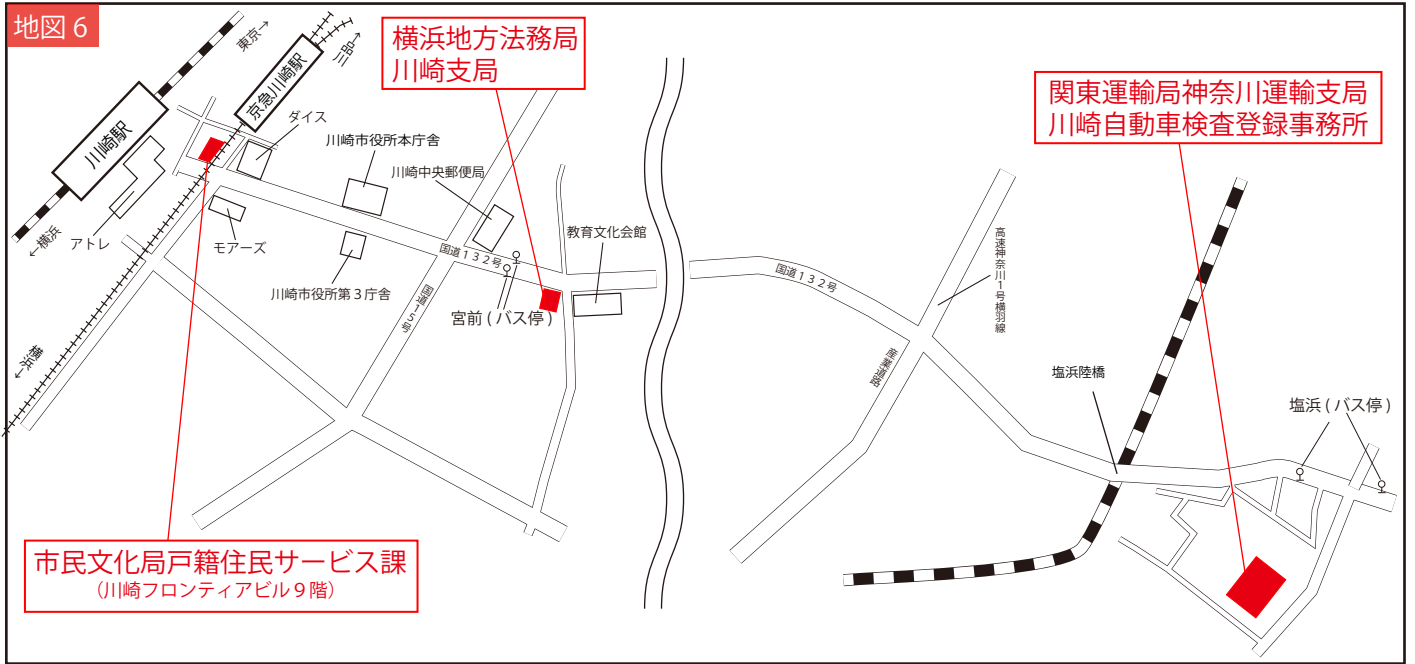 地図6
東京→
品川→
横浜地方法務局
川崎支局
関東運輸局神奈川運輸支局
川崎自動車検査登録事務所
京急川崎駅
川崎駅
ダイス
川崎市役所本庁舎
川崎中央郵便局
アトレ
←横浜
モアーズ
国道132号
教育文化会館
国道132号
高速神奈川1号横羽線
川崎市役所第3庁舎
国道15号
宮前(バス停)
横浜→
産業道路
塩浜陸橋
塩浜(バス停)
市民文化局戸籍住民サービス課
(川崎フロンティアビル9階)